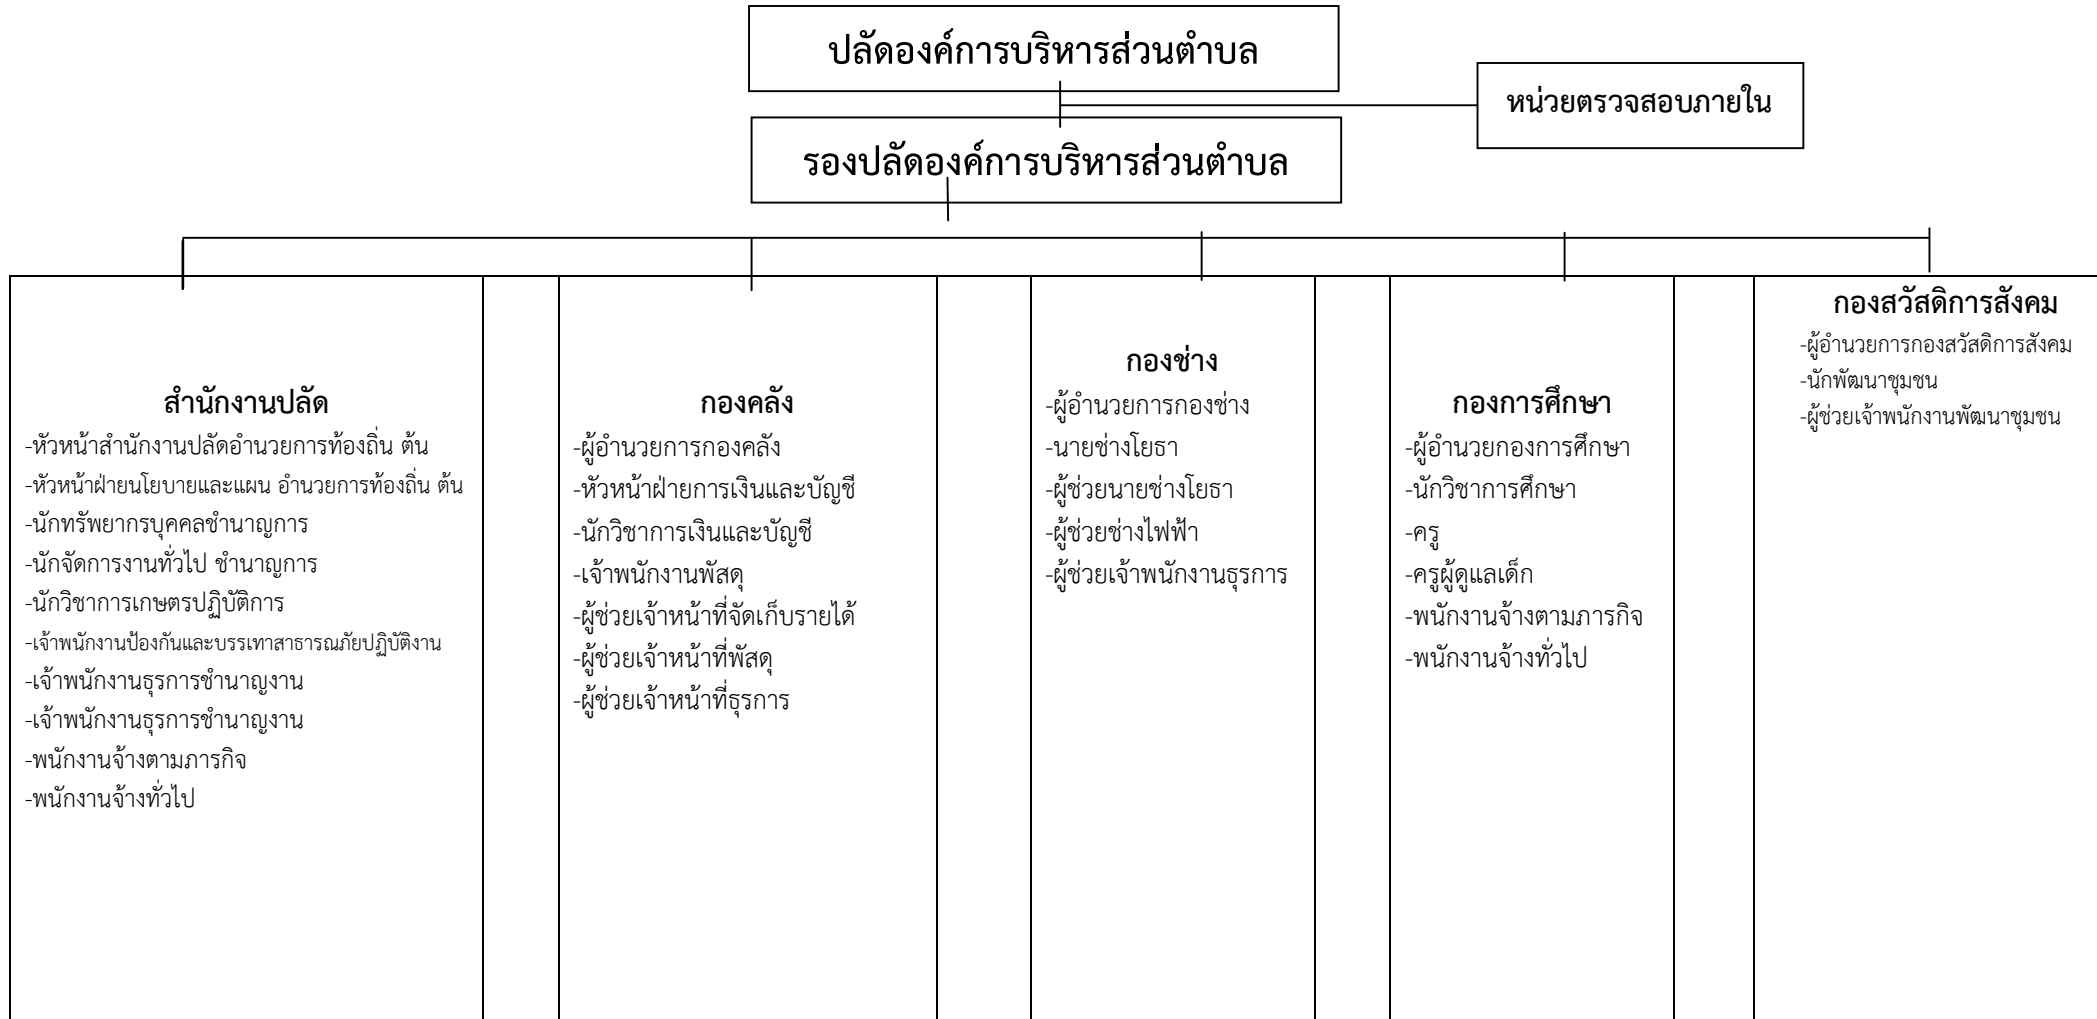 ปลัดองค์การบริหารส่วนตำบล
หน่วยตรวจสอบภายใน
รองปลัดองค์การบริหารส่วนตำบล
สำนักงานปลัด
-หัวหน้าสำนักงานปลัดอำนวยการท้องถิ่น ต้น
-หัวหน้าฝ่ายนโยบายและแผน อำนวยการท้องถิ่น ต้น
-นักทรัพยากรบุคคลชำนาญการ
-นักจัดการงานทั่วไป ชำนาญการ
-นักวิชาการเกษตรปฏิบัติการ
-เจ้าพนักงานป้องกันและบรรเทาสาธารณภัยปฏิบัติงาน
-เจ้าพนักงานธุรการชำนาญงาน
-เจ้าพนักงานธุรการชำนาญงาน
-พนักงานจ้างตามภารกิจ
-พนักงานจ้างทั่วไป
กองคลัง
-ผู้อำนวยการกองคลัง
-หัวหน้าฝ่ายการเงินและบัญชี
-นักวิชาการเงินและบัญชี
-เจ้าพนักงานพัสดุ
-ผู้ช่วยเจ้าหน้าที่จัดเก็บรายได้
-ผู้ช่วยเจ้าหน้าที่พัสดุ
-ผู้ช่วยเจ้าหน้าที่ธุรการ
กองช่าง
-ผู้อำนวยการกองช่าง
-นายช่างโยธา
-ผู้ช่วยนายช่างโยธา
-ผู้ช่วยช่างไฟฟ้า
-ผู้ช่วยเจ้าพนักงานธุรการ
กองการศึกษา
-ผู้อำนวยกองการศึกษา
-นักวิชาการศึกษา
-ครู
-ครูผู้ดูแลเด็ก
-พนักงานจ้างตามภารกิจ
-พนักงานจ้างทั่วไป
กองสวัสดิการสังคม
-ผู้อำนวยการกองสวัสดิการสังคม
-นักพัฒนาชุมชน
-ผู้ช่วยเจ้าพนักงานพัฒนาชุมชน